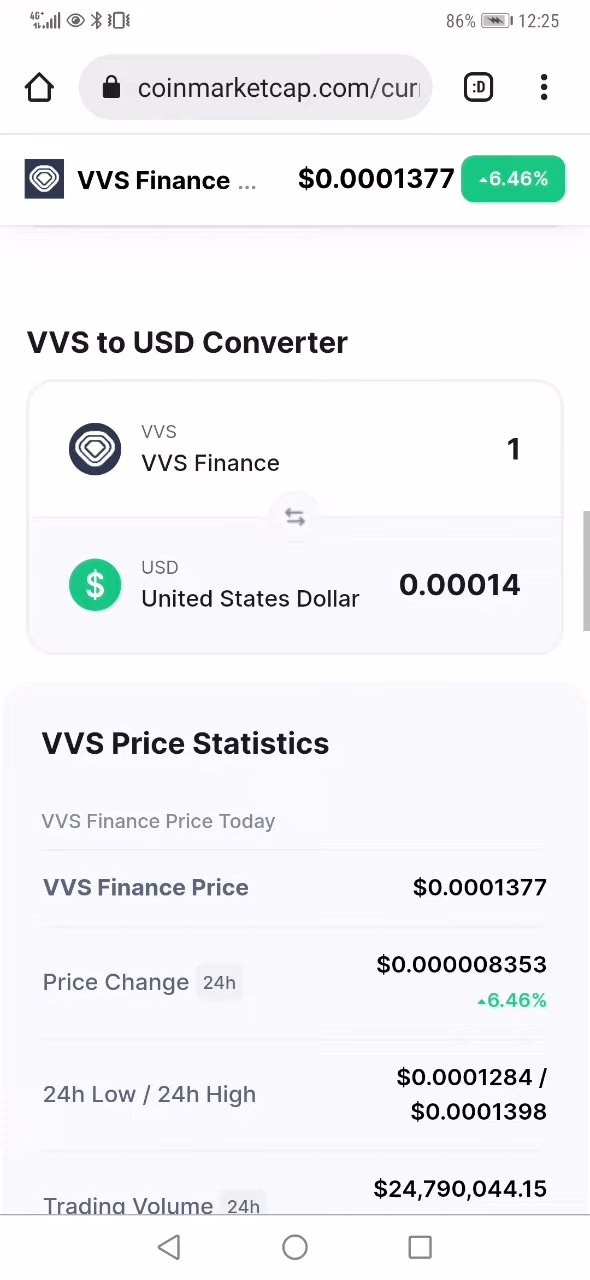 4G+ 86% 12:25
:D
coinmarketcap.com/cur
VVS Finance ... $0.0001377 6.46%
VVS to USD Converter
VVS
VVS Finance 1
USD
United States Dollar 0.00014
VVS Price Statistics
VVS Finance Price Today
VVS Finance Price $0.0001377
Price Change 24h $0.000008353
6.46%
24h Low / 24h High $0.0001284 /
$0.0001398
Trading Volume 24h $24,790,044.15